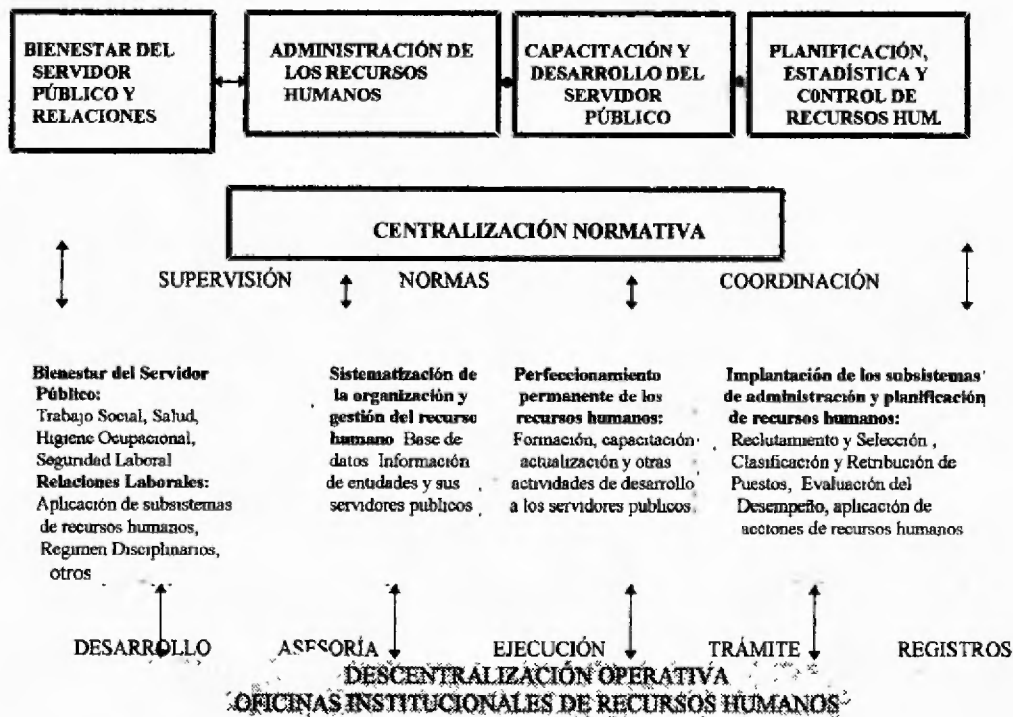 BIENESTAR DEL
SERVIDOR
PÚBLICO Y
RELACIONES
ADMINISTRACIÓN DE
LOS RECURSOS
HUMANOS
CAPACITACIÓN Y
DESARROLLO DEL
SERVIDOR
PÚBLICO
PLANIFICACIÓN,
ESTADÍSTICA Y
CONTROL DE
RECURSOS HUM.
CENTRALIZACIÓN NORMATIVA
SUPERVISIÓN NORMAS COORDINACIÓN
Bienestar del Servidor
Público:
Trabajo Social, Salud,
Higiene Ocupacional,
Seguridad Laboral
Relaciones Laborales:
Aplicación de subsistemas
de recursos humanos,
Regimen Disciplinarios,
otros
Sistematización de
la organización y
gestión del recurso
humano Base de
datos Información
de entidades y sus
servidores publicos
Perfeccionamiento
permanente de los
recursos humanos:
Formación, capacitación
actualización y otras
actividades de desarrollo
a los servidores publicos
Implantación de los subsistemas
de administración y planificación
de recursos humanos:
Reclutamiento y Selección ,
Clasificación y Retribución de
Puestos, Evaluación del
Desempeño, aplicación de
acciones de recursos humanos
DESARROLLO ASESORÍA EJECUCIÓN TRÁMITE REGISTROS
DESCENTRALIZACIÓN OPERATIVA
OFICINAS INSTITUCIONALES DE RECURSOS HUMANOS